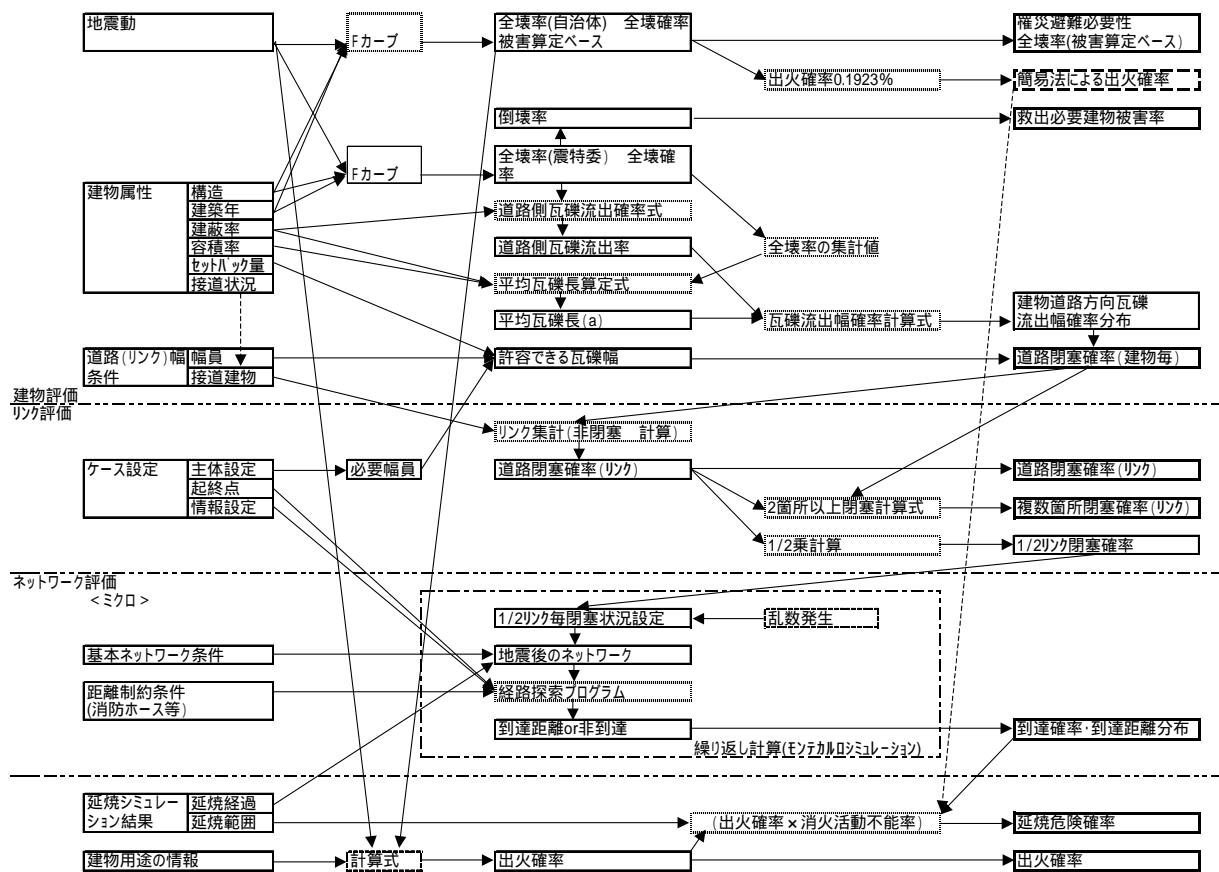 地震動
Fカーブ
全壊率(自治体)　全壊確率
被害算定ベース
罹災避難必要性
全壊率(被害算定ベース)
出火確率0.1923%
簡易法による出火確率
倒壊率
救出必要建物被害率
Fカーブ
全壊率(震特委)　全壊確
率
建物属性
構造
建築年
建蔽率
容積率
ｾｯﾄﾊﾞｯｸ量
接道状況
道路側瓦礫流出確率式
道路側瓦礫流出率
全壊率の集計値
平均瓦礫長算定式
平均瓦礫長(a)
瓦礫流出幅確率計算式
建物道路方向瓦礫
流出幅確率分布
道路(リンク)幅
条件
幅員
接道建物
許容できる瓦礫幅
道路閉塞確率(建物毎)
建物評価
ﾘﾝｸ評価
リンク集計(非閉塞　計算)
ケース設定
主体設定
起終点
情報設定
必要幅員
道路閉塞確率(ﾘﾝｸ)
道路閉塞確率(ﾘﾝｸ)
2箇所以上閉塞計算式
複数箇所閉塞確率(ﾘﾝｸ)
1/2乗計算
1/2ﾘﾝｸ閉塞確率
ネットワーク評価
<ミクロ>
1/2ﾘﾝｸ毎閉塞状況設定
乱数発生
基本ネットワーク条件
地震後のネットワーク
距離制約条件
(消防ホース等)
経路探索プログラム
到達距離or非到達
到達確率・到達距離分布
繰り返し計算(ﾓﾝﾃｶﾙﾛｼﾐｭﾚｰｼｮﾝ)
延焼シミュレー
ション結果
延焼経過
延焼範囲
(出火確率×消火活動不能率)
延焼危険確率
建物用途の情報
計算式
出火確率
出火確率